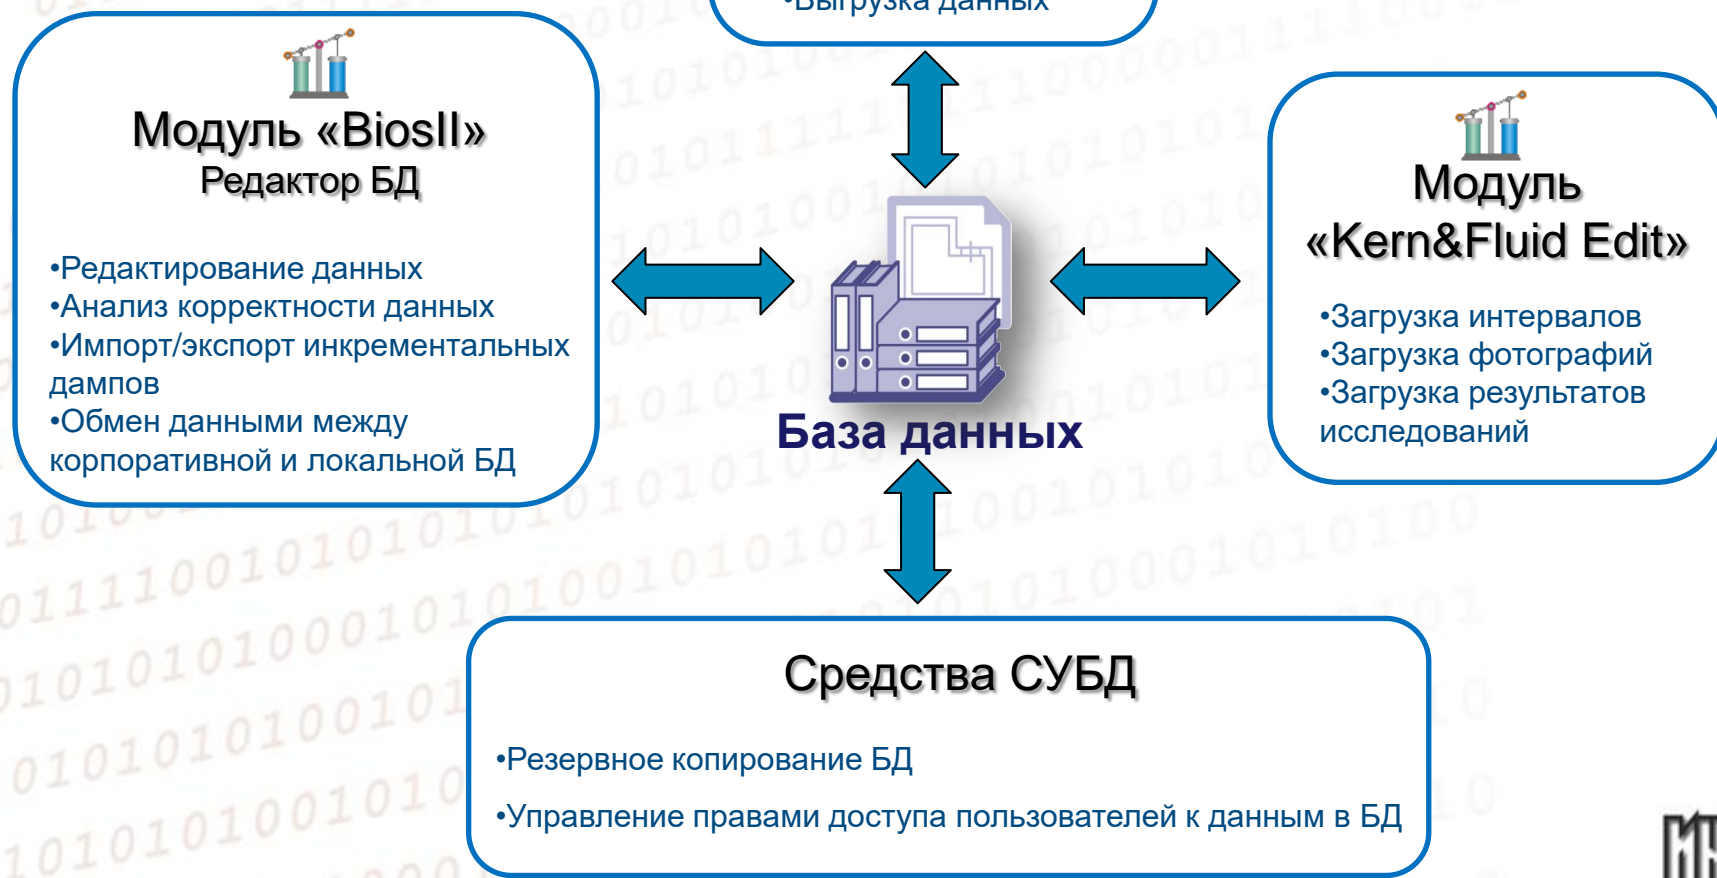 •Выгрузка данных
Модуль «BiosII»
Редактор БД
•Редактирование данных
•Анализ корректности данных
•Импорт/экспорт инкрементальных
дампов
•Обмен данными между
корпоративной и локальной БД
База данных
Модуль
«Kern&Fluid Edit»
•Загрузка интервалов
•Загрузка фотографий
•Загрузка результатов
исследований
Средства СУБД
•Резервное копирование БД
•Управление правами доступа пользователей к данным в БД